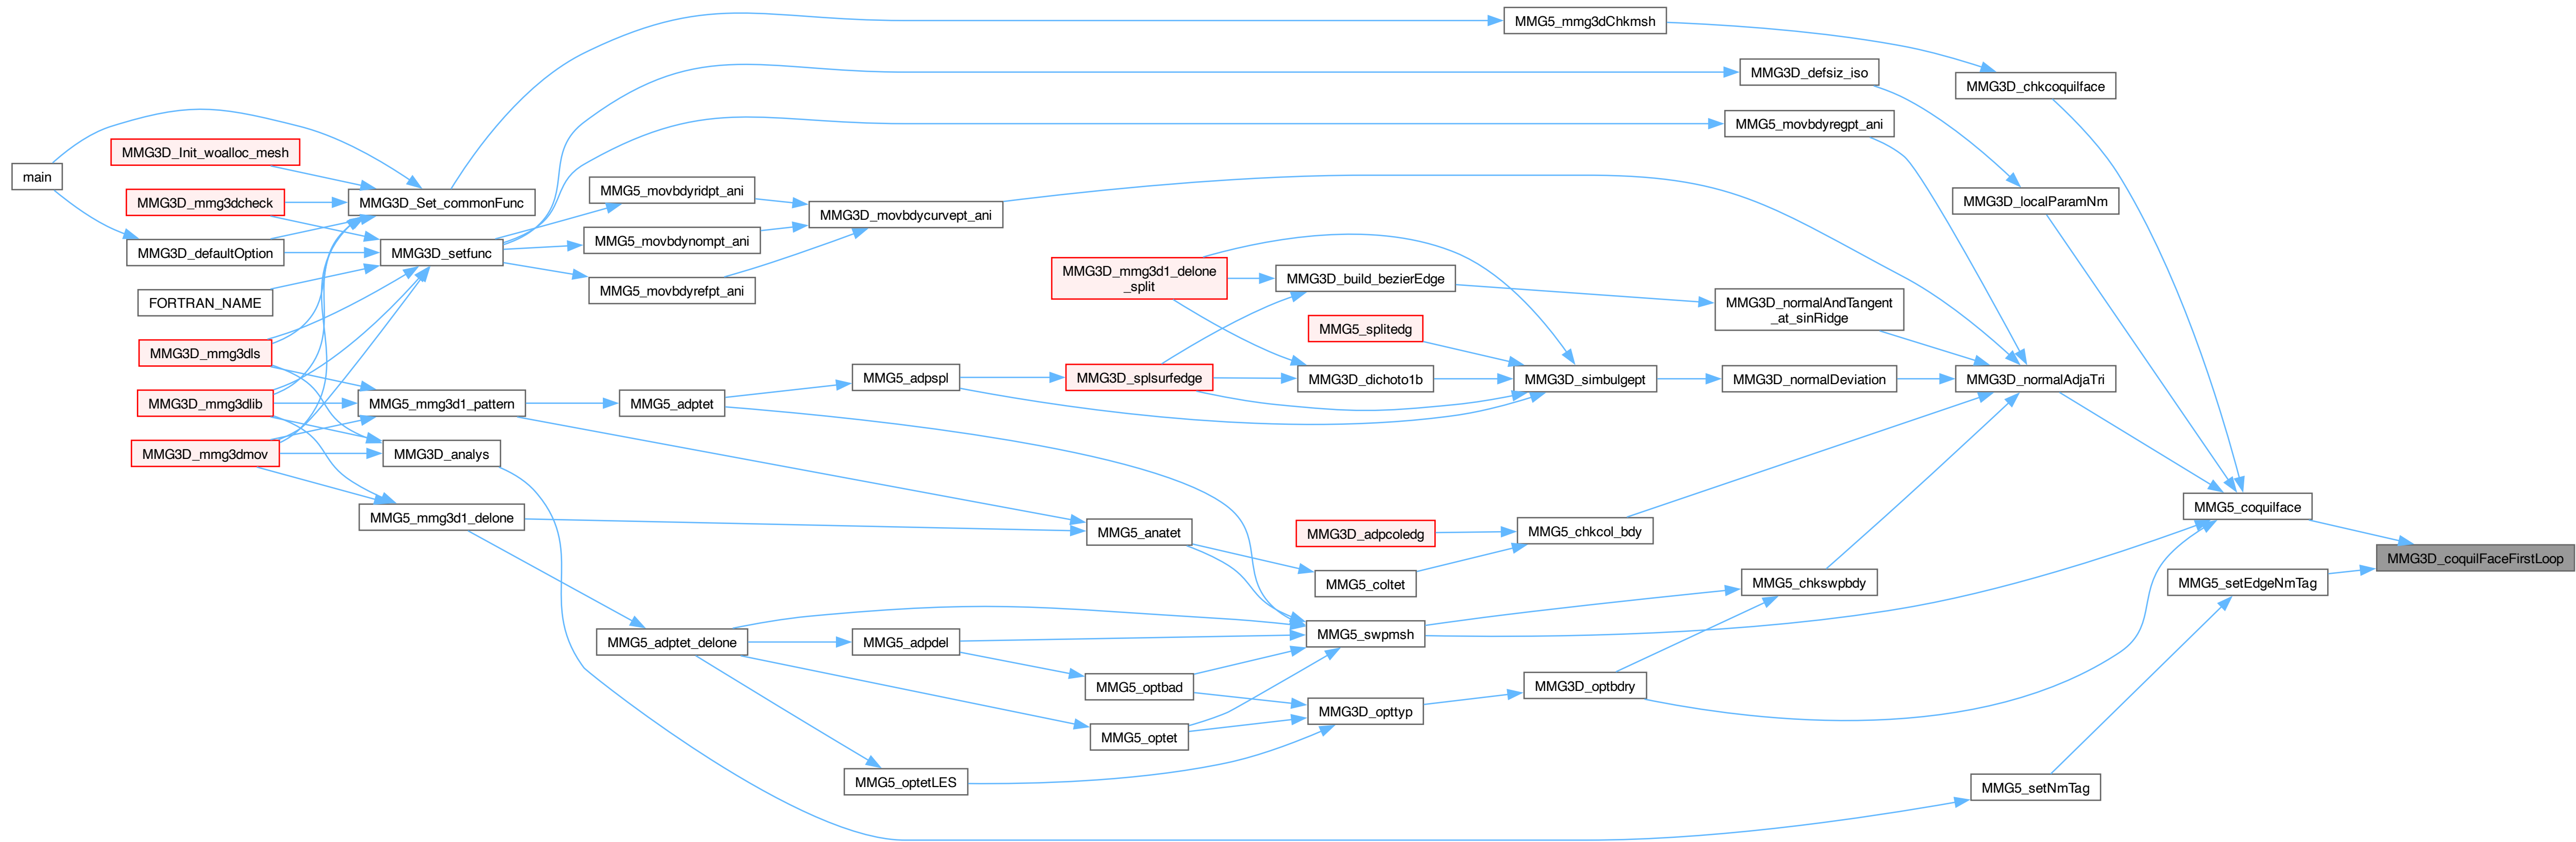 main
MMG3D_Init_woalloc_mesh
MMG3D_mmg3dcheck
MMG3D_defaultOption
FORTRAN_NAME
MMG3D_mmg3dls
MMG3D_mmg3dlib
MMG3D_mmg3dmov
MMG3D_Set_commonFunc
MMG3D_setfunc
MMG5_mmg3d1_pattern
MMG3D_analys
MMG5_mmg3d1_delone
MMG5_movbdyridpt_ani
MMG5_movbdynompt_ani
MMG5_movbdyrefpt_ani
MMG5_adptet
MMG5_adptet_delone
MMG3D_movbdycurvept_ani
MMG5_adpspl
MMG5_adpdel
MMG5_optetLES
MMG3D_mmg3d1_delone
_split
MMG3D_splsurfedge
MMG5_anatet
MMG5_optbad
MMG5_optet
MMG3D_build_bezierEdge
MMG5_splitedg
MMG3D_dichoto1b
MMG3D_adpcoledg
MMG5_coltet
MMG5_swpmsh
MMG3D_opttyp
MMG5_mmg3dChkmsh
MMG3D_simbulgept
MMG5_chkcol_bdy
MMG3D_optbdry
MMG3D_defsiz_iso
MMG5_movbdyregpt_ani
MMG3D_normalAndTangent
_at_sinRidge
MMG3D_normalDeviation
MMG5_chkswpbdy
MMG3D_chkcoquilface
MMG3D_localParamNm
MMG3D_normalAdjaTri
MMG5_setNmTag
MMG5_coquilface
MMG5_setEdgeNmTag
MMG3D_coquilFaceFirstLoop